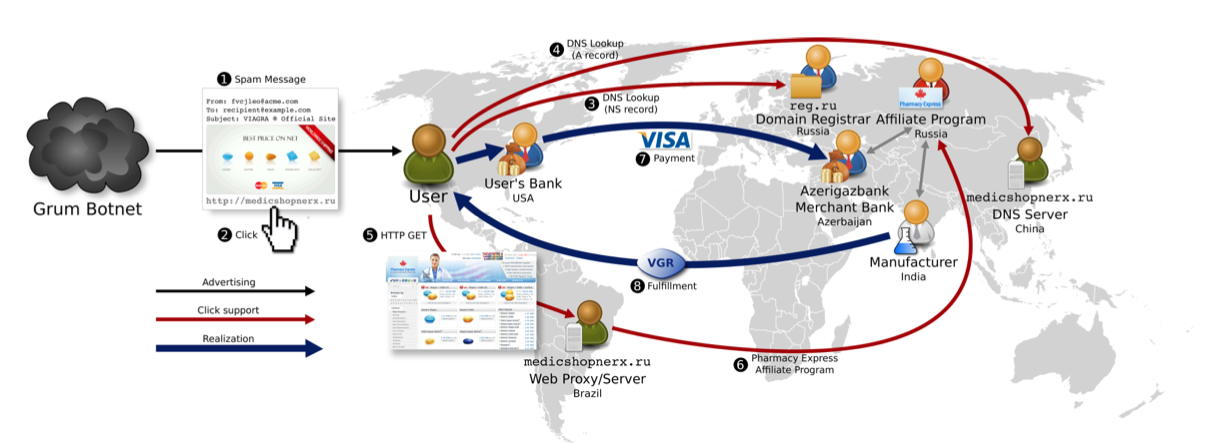 1 Spam Message
From: fvcjleo@acme.com
To: recipient@example.com
Subject: VIAGRA ® Official Site
BEST PRICE ON NET
VISA
http://medicshopnerx.ru
2 Click
Grum Botnet
Advertising
Click support
Realization
User
4 DNS Lookup
(A record)
3 DNS Lookup
(NS record)
User's Bank
USA
VISA
7 Payment
reg.ru
Domain Registrar
Russia
Pharmacy Express
Affiliate Program
Russia
Azerigazbank
Merchant Bank
Azerbaijan
medicshopnerx.ru
DNS Server
China
Manufacturer
India
5 HTTP GET
Pharmacy Express
VGR
8 Fulfillment
medicshopnerx.ru
Web Proxy/Server
Brazil
6 Pharmacy Express
Affiliate Program